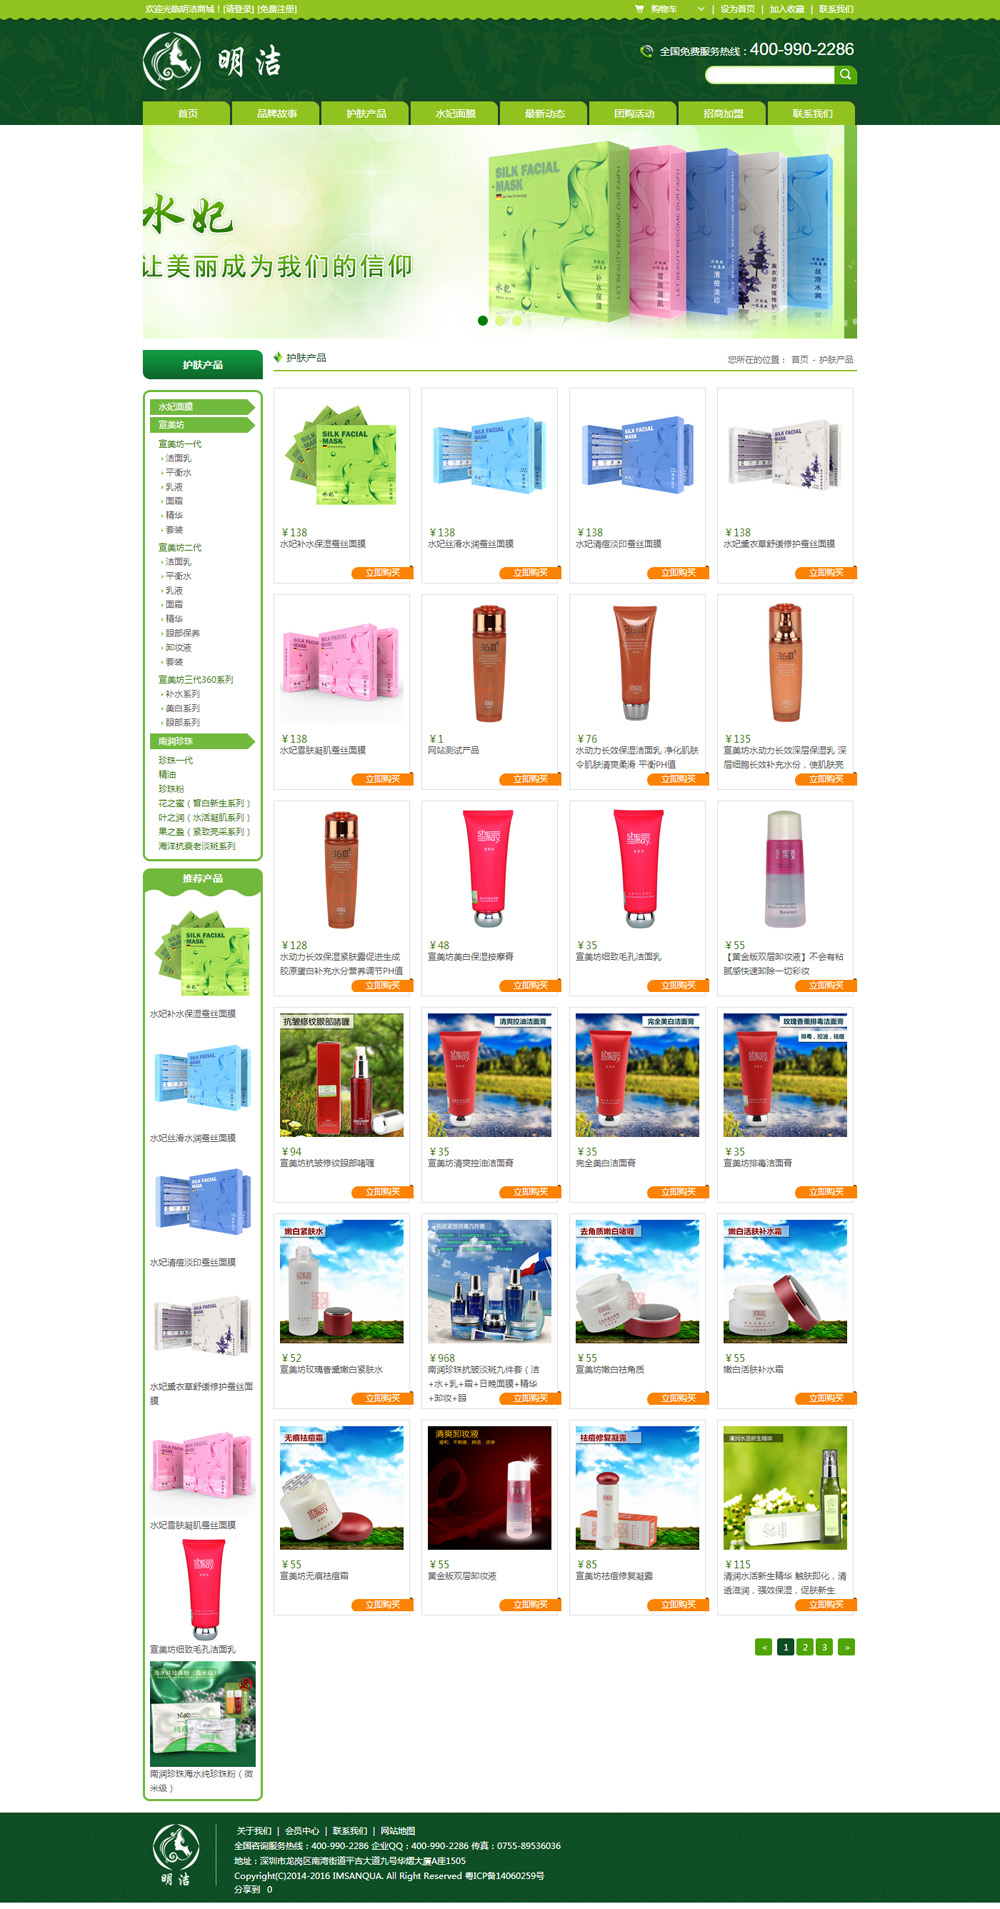 欢迎光临明洁商城！[请登录] [免费注册]
购物车 | 设为首页 | 加入收藏 | 联系我们
明洁
全国免费服务热线：400-990-2286
首页 品牌故事 护肤产品 水妃面膜 最新动态 团购活动 招商加盟 联系我们
水妃
让美丽成为我们的信仰
SILK FACIAL
MASK
LET BEAUTY BECOME OUR FAIPH
水妃
补水保湿
雪肤凝肌
清痘淡印
薰衣草舒缓修护
丝滑水润
护肤产品
护肤产品
您所在的位置： 首页 - 护肤产品
水妃面膜
宣美坊
宣美坊一代
洁面乳
平衡水
乳液
面霜
精华
套装
宣美坊二代
洁面乳
平衡水
乳液
面霜
精华
眼部保养
卸妆液
套装
宣美坊三代360系列
补水系列
美白系列
眼部系列
南润珍珠
珍珠一代
精油
珍珠粉
花之蜜（皙白新生系列）
叶之润（水活凝肌系列）
果之盈（紧致亮采系列）
海洋抗衰老淡斑系列
推荐产品
水妃补水保湿蚕丝面膜
水妃丝滑水润蚕丝面膜
水妃清痘淡印蚕丝面膜
水妃薰衣草舒缓修护蚕丝面
膜
水妃雪肤凝肌蚕丝面膜
宣美坊细致毛孔洁面乳
南润珍珠海水纯珍珠粉（微
米级）
￥138
水妃补水保湿蚕丝面膜
立即购买
￥138
水妃丝滑水润蚕丝面膜
立即购买
￥138
水妃清痘淡印蚕丝面膜
立即购买
￥138
水妃薰衣草舒缓修护蚕丝面膜
立即购买
￥138
水妃雪肤凝肌蚕丝面膜
立即购买
￥1
网站测试产品
立即购买
￥76
水动力长效保湿洁面乳 净化肌肤
令肌肤清爽柔滑 平衡PH值
立即购买
￥135
宣美坊水动力长效深层保湿乳 深
层细胞长效补充水份，使肌肤亮
立即购买
￥128
水动力长效保湿紧肤露促进生成
胶原蛋白补充水分营养调节PH值
立即购买
￥48
宣美坊美白保湿按摩膏
立即购买
￥35
宣美坊细致毛孔洁面乳
立即购买
￥55
【黄金版双层卸妆液】不会有粘
腻感快速卸除一切彩妆
立即购买
抗皱修纹眼部啫喱
￥94
宣美坊抗皱修纹眼部啫喱
立即购买
清爽控油洁面膏
￥35
宣美坊清爽控油洁面膏
立即购买
完全美白洁面膏
￥35
完全美白洁面膏
立即购买
玫瑰香薰排毒洁面膏
排毒，控油，祛痘
￥35
宣美坊排毒洁面膏
立即购买
嫩白紧肤水
￥52
宣美坊玫瑰香薰嫩白紧肤水
立即购买
￥968
南润珍珠抗皱淡斑九件套（洁
+水+乳+霜+日晚面膜+精华
+卸妆+眼
立即购买
去角质嫩白啫喱
￥55
宣美坊嫩白祛角质
立即购买
嫩白活肤补水霜
￥55
嫩白活肤补水霜
立即购买
无痕祛痘霜
￥55
宣美坊无痕祛痘霜
立即购买
清爽卸妆液
￥55
黄金版双层卸妆液
立即购买
祛痘修复凝露
￥85
宣美坊祛痘修复凝露
立即购买
清润水活新生精华
￥115
清润水活新生精华 触肤即化，清
透滋润，强效保湿，促肤新生
立即购买
< 1 2 3 >
明洁
关于我们 | 会员中心 | 联系我们 | 网站地图
全国咨询服务热线：400-990-2286 企业QQ：400-990-2286 传真：0755-89536036
地址：深圳市龙岗区南湾街道平吉大道九号华熠大厦A座1505
Copyright(C)2014-2016 IMSANQUA. All Right Reserved 粤ICP备14060259号
分享到 0